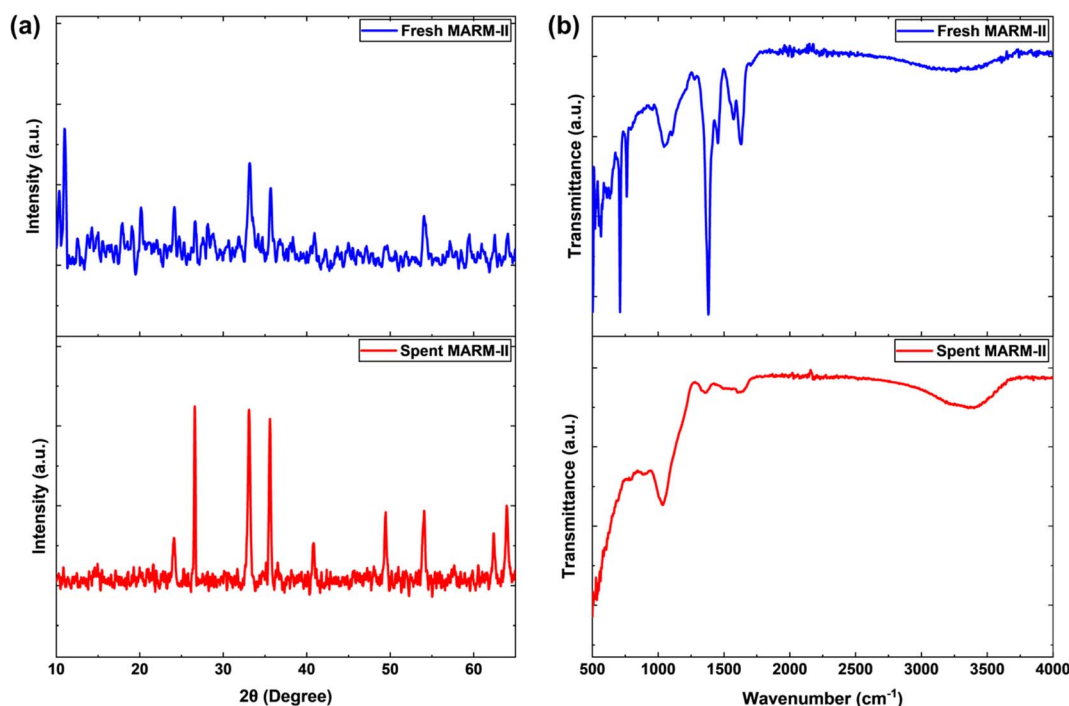 (a)
Fresh MARM-II
Intensity (a.u.)
Spent MARM-II
Intensity (a.u.)
10 20 30 40 50 60
2θ (Degree)
(b)
Fresh MARM-II
Transmittance (a.u.)
Spent MARM-II
Transmittance (a.u.)
500 1000 1500 2000 2500 3000 3500 4000
Wavenumber (cm⁻¹)